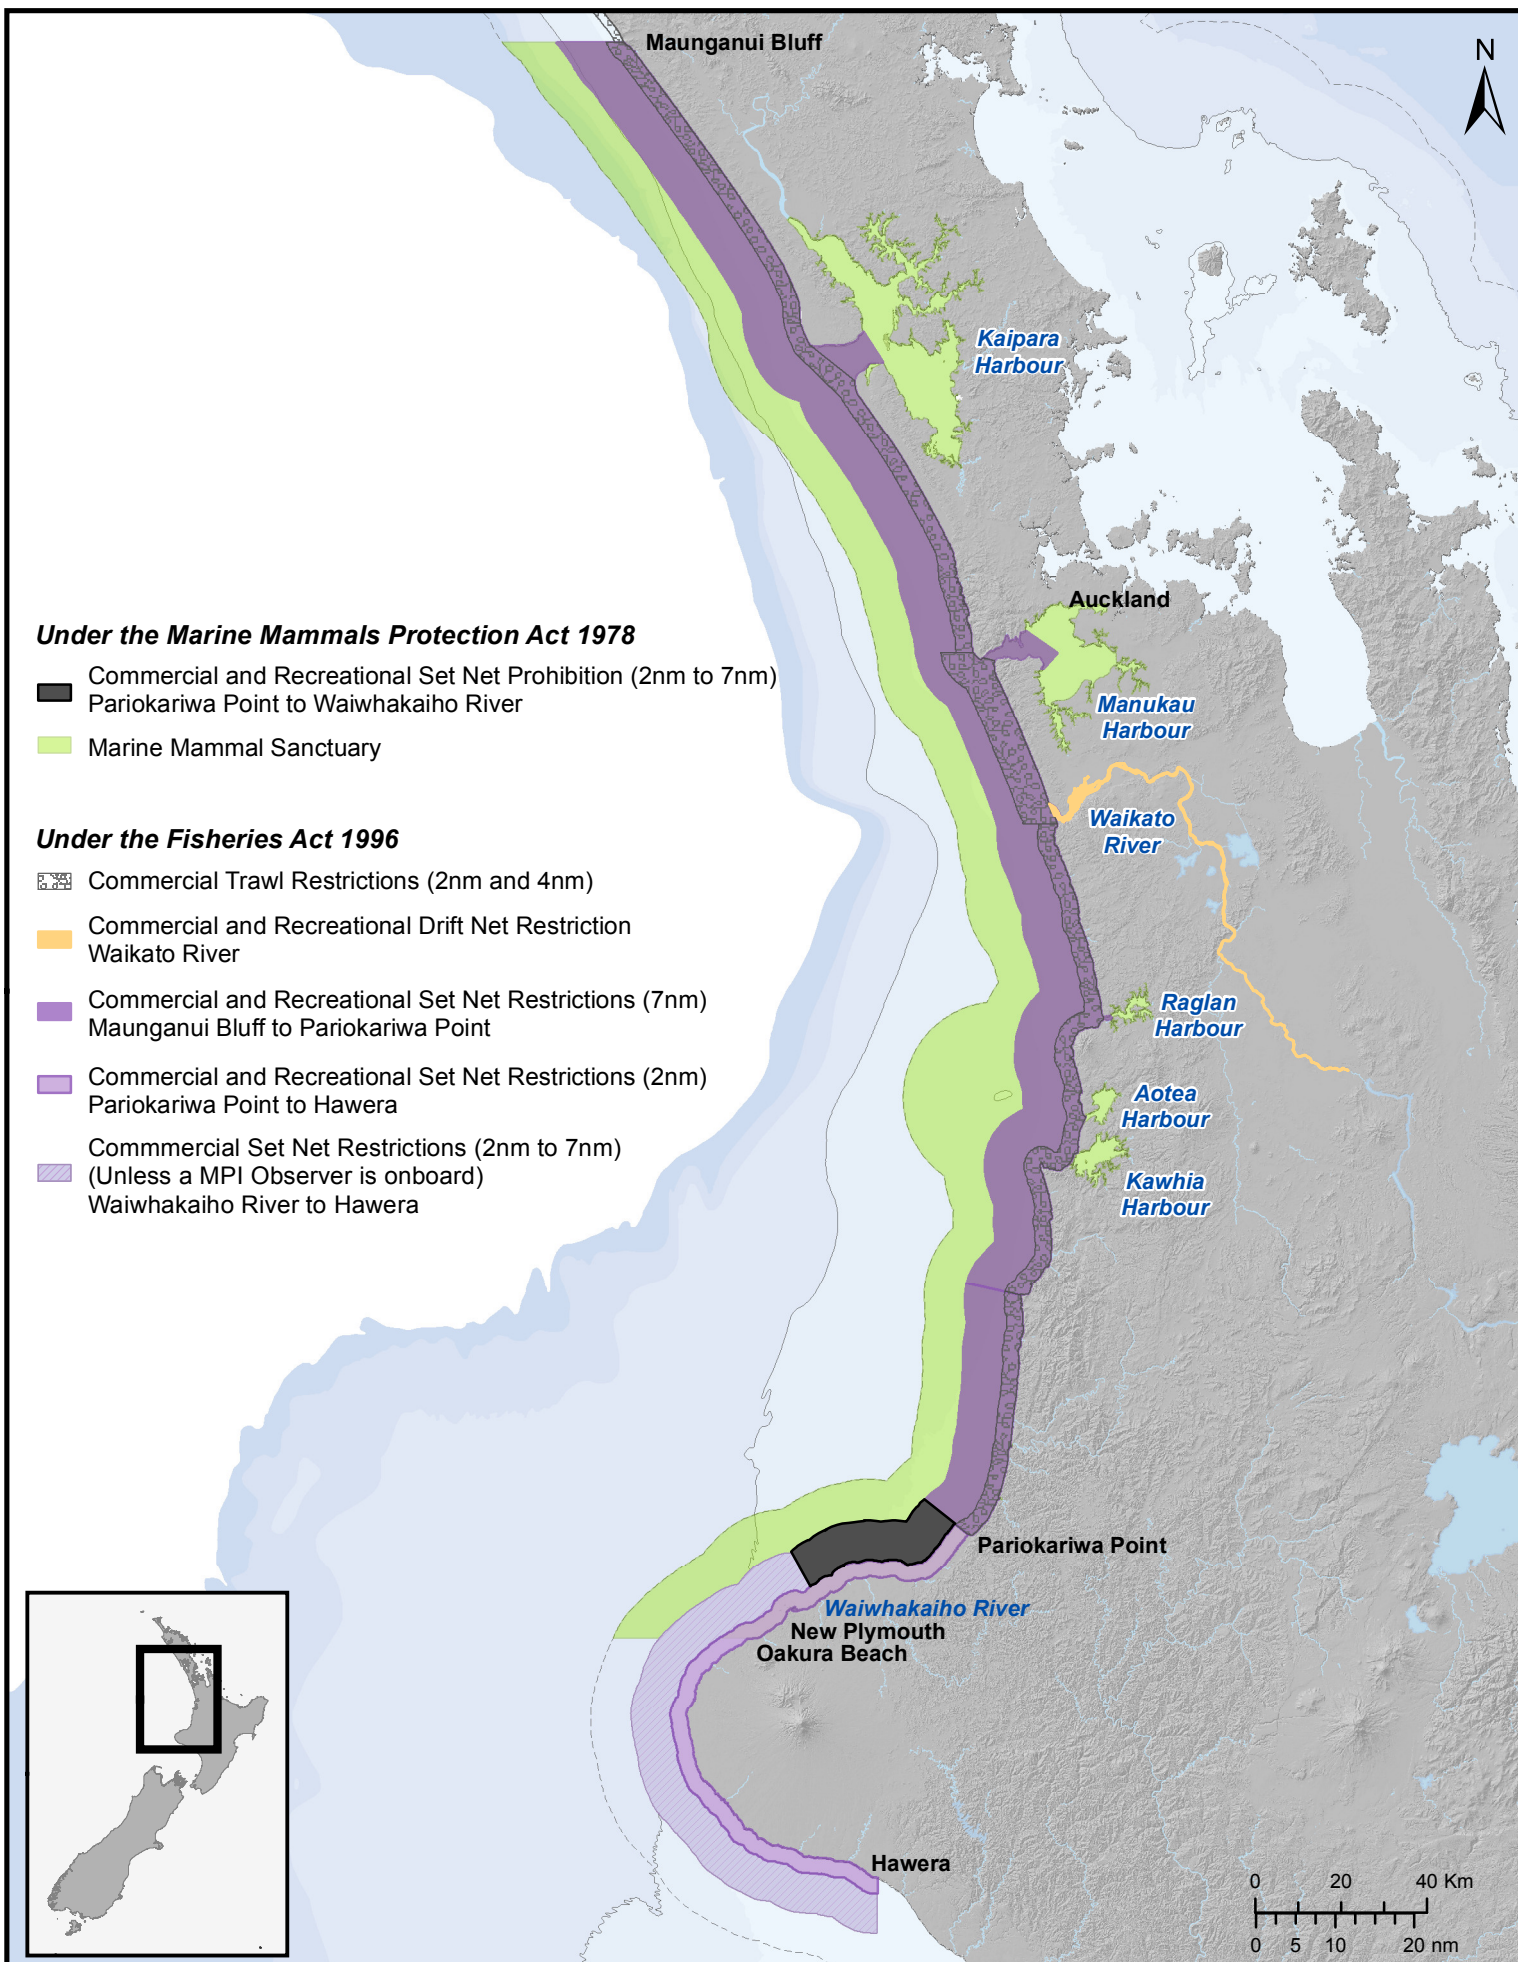 Maunganui Bluff
N
Kaipara
Harbour
Auckland
Under the Marine Mammals Protection Act 1978
Commercial and Recreational Set Net Prohibition (2nm to 7nm)
Pariokariwa Point to Waiwhakaiho River
Marine Mammal Sanctuary
Manukau
Harbour
Under the Fisheries Act 1996
Commercial Trawl Restrictions (2nm and 4nm)
Commercial and Recreational Drift Net Restriction
Waikato River
Commercial and Recreational Set Net Restrictions (7nm)
Maunganui Bluff to Pariokariwa Point
Commercial and Recreational Set Net Restrictions (2nm)
Pariokariwa Point to Hawera
Commmercial Set Net Restrictions (2nm to 7nm)
(Unless a MPI Observer is onboard)
Waiwhakaiho River to Hawera
Waikato
River
Raglan
Harbour
Aotea
Harbour
Kawhia
Harbour
Pariokariwa Point
Waiwhakaiho River
New Plymouth
Oakura Beach
Hawera
0 20 40 Km
0 5 10 20 nm